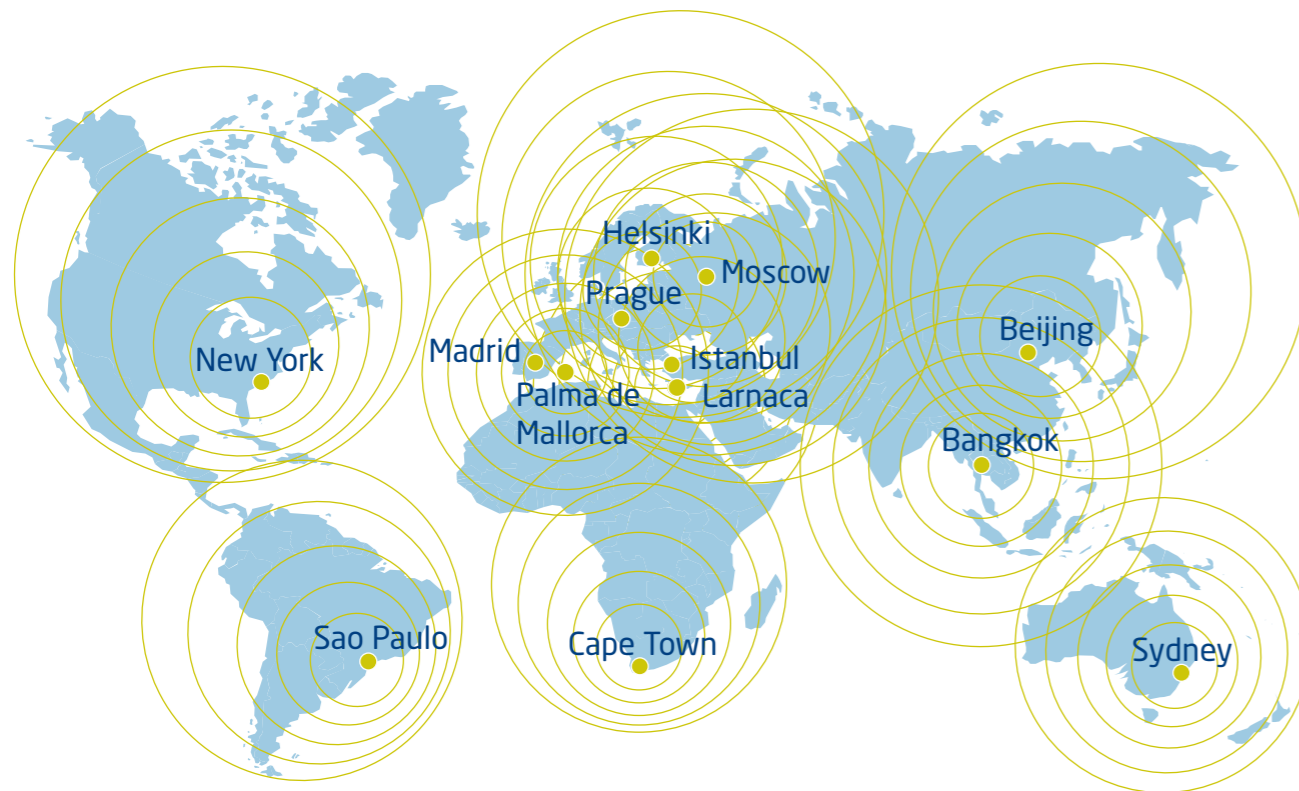 Helsinki
Moscow
Prague
Beijing
Madrid
Istanbul
New York
Palma de
Mallorca
Larnaca
Bangkok
Sao Paulo
Cape Town
Sydney